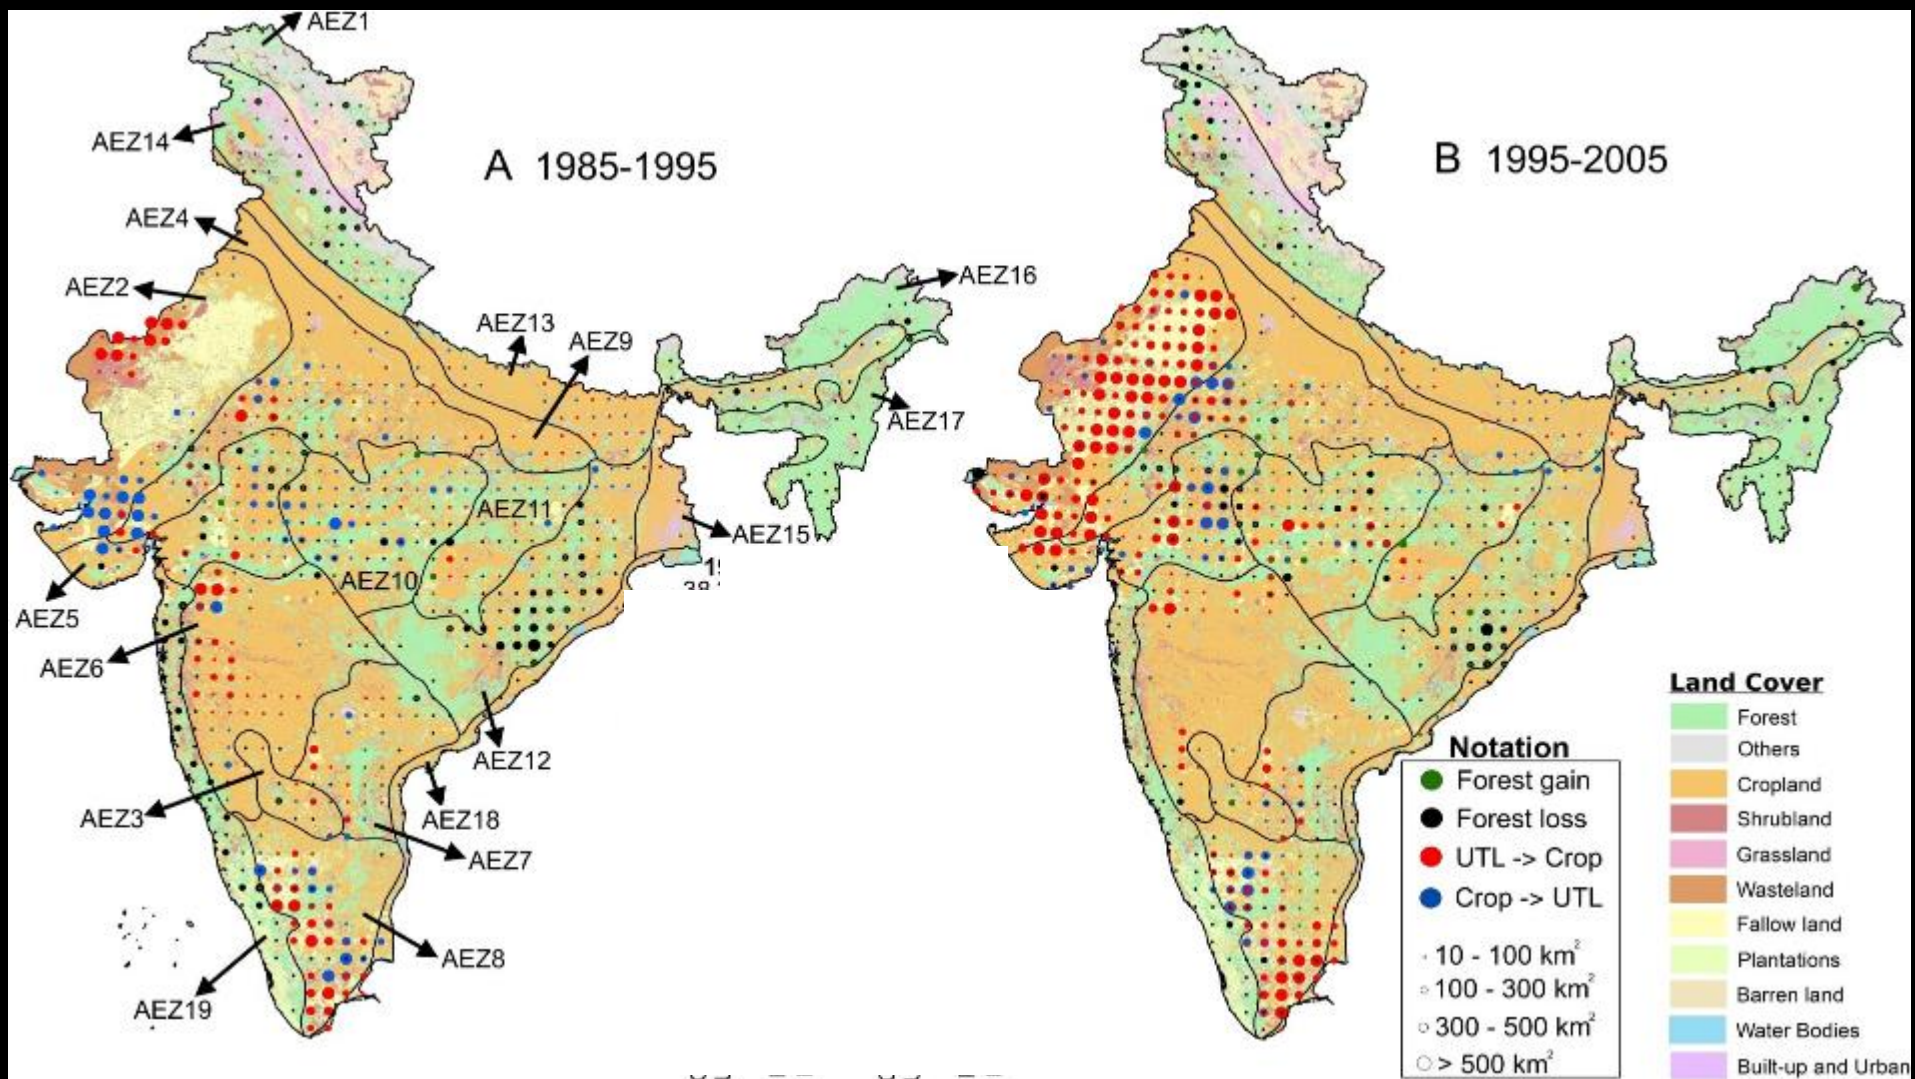 AEZ1
AEZ14
A 1985-1995
B 1995-2005
AEZ4
AEZ2
AEZ16
AEZ13
AEZ9
AEZ17
AEZ11
AEZ15
AEZ10
AEZ5
AEZ6
AEZ12
AEZ3
AEZ18
AEZ7
AEZ8
AEZ19
Notation
Forest gain
Forest loss
UTL -> Crop
Crop -> UTL
10 - 100 km²
100 - 300 km²
300 - 500 km²
> 500 km²
Land Cover
Forest
Others
Cropland
Shrubland
Grassland
Wasteland
Fallow land
Plantations
Barren land
Water Bodies
Built-up and Urban